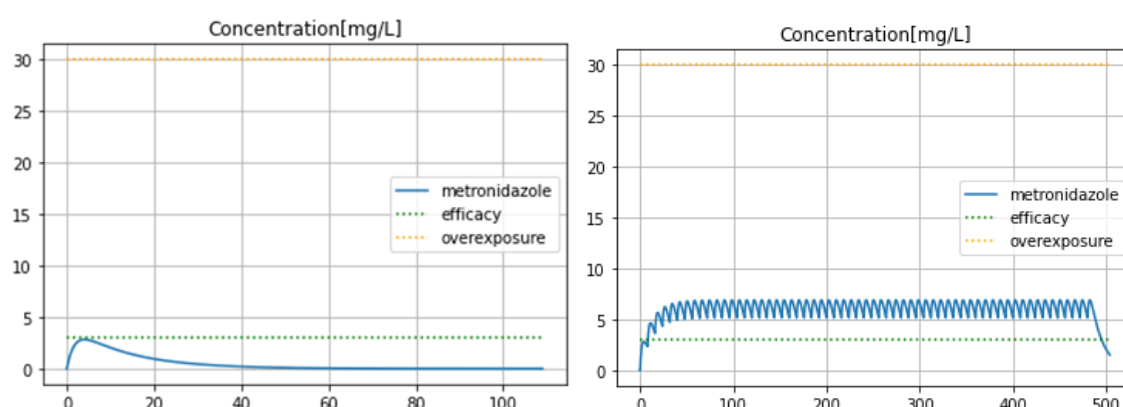 Concentration[mg/L]
30
25
20
15
10
5
0
metronidazole
efficacy
overexposure
0 20 40 60 80 100
Concentration[mg/L]
30
25
20
15
10
5
0
metronidazole
efficacy
overexposure
0 100 200 300 400 500